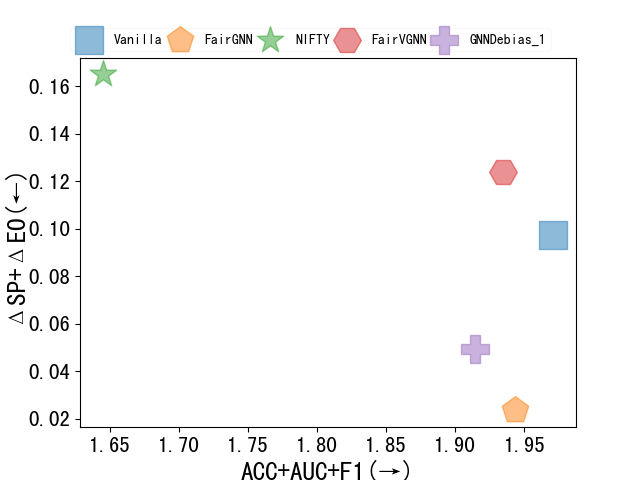 Vanilla FairGNN NIFTY FairVGNN GNNDebias_1
0.16
0.14
0.12
0.10
0.08
0.06
0.04
0.02
ΔSP+ΔEO(←)
1.65 1.70 1.75 1.80 1.85 1.90 1.95
ACC+AUC+F1(→)